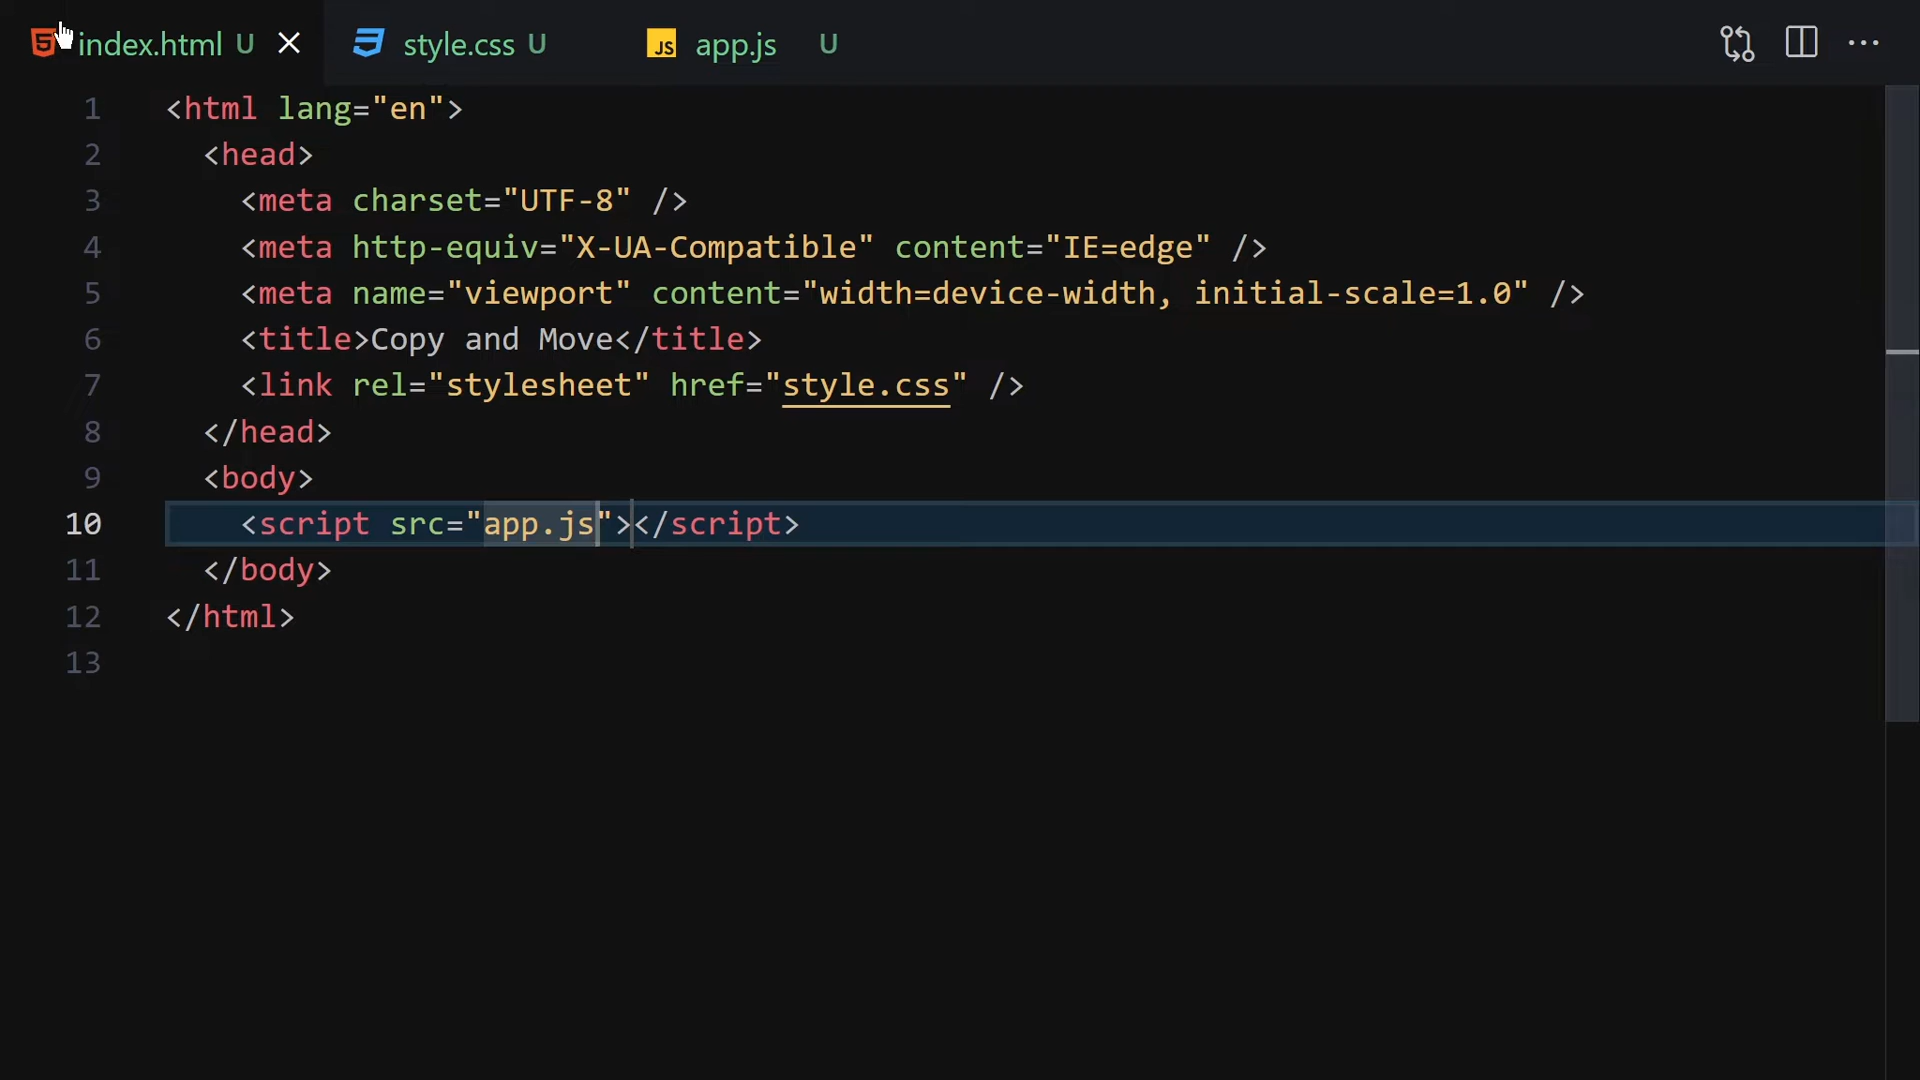 index.html U style.css U JS app.js U
1 <html lang="en">
2 <head>
3 <meta charset="UTF-8" />
4 <meta http-equiv="X-UA-Compatible" content="IE=edge" />
5 <meta name="viewport" content="width=device-width, initial-scale=1.0" />
6 <title>Copy and Move</title>
7 <link rel="stylesheet" href="style.css" />
8 </head>
9 <body>
10 <script src="app.js"></script>
11 </body>
12 </html>
13